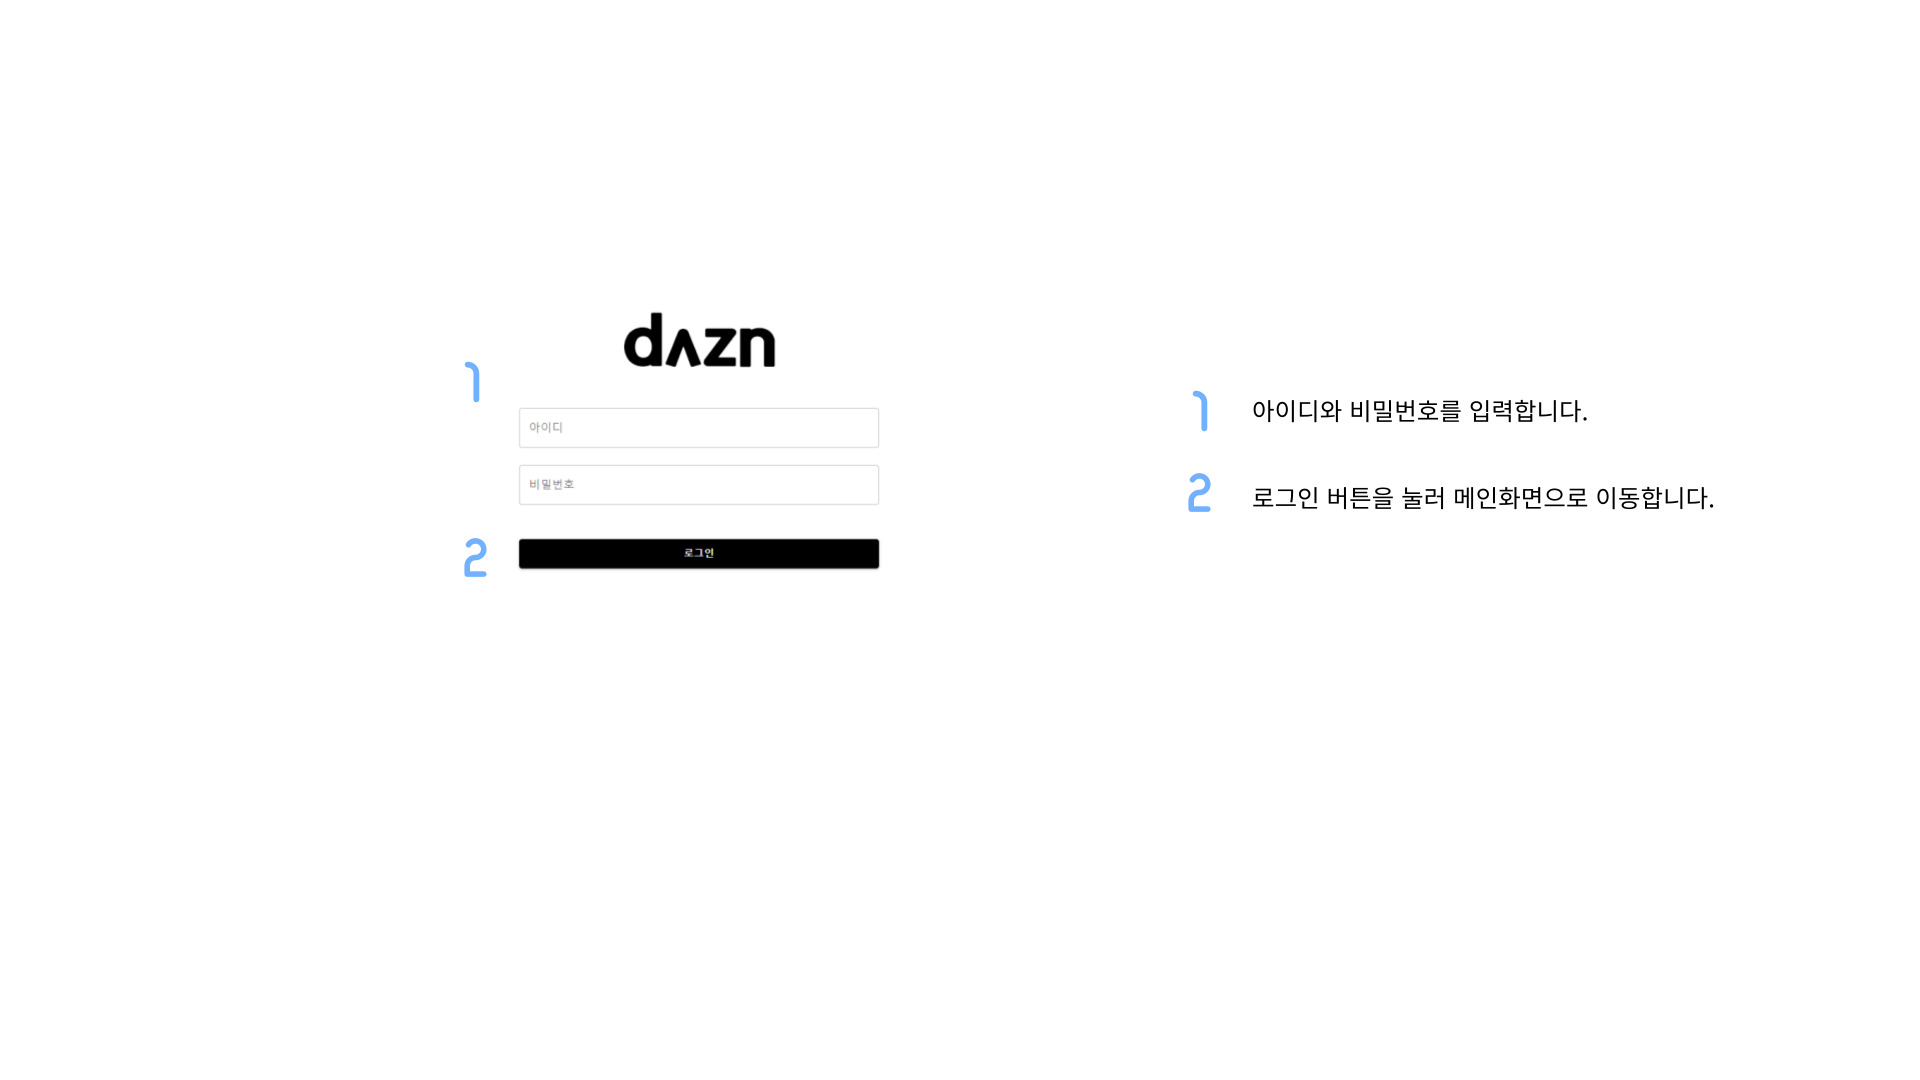 dazn
1
아이디
비밀번호
2
로그인
1 아이디와 비밀번호를 입력합니다.
2 로그인 버튼을 눌러 메인화면으로 이동합니다.